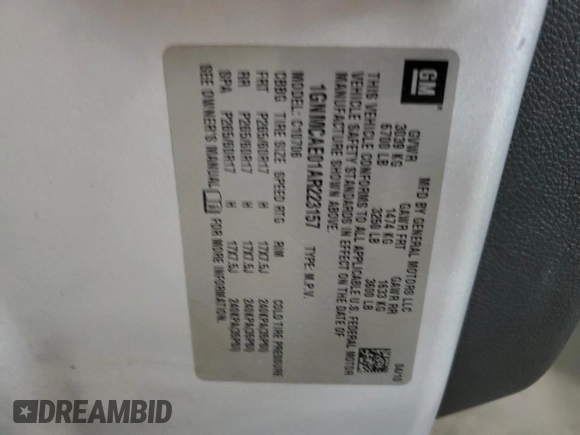 GM
MFD BY GENERAL MOTORS LLC
04/10
GVWR GAWR FRT GAWR RR
3039 KG 1474 KG 1633 KG
6700 LB 3250 LB 3600 LB
THIS VEHICLE CONFORMS TO ALL APPLICABLE U.S. FEDERAL MOTOR
VEHICLE SAFETY STANDARDS IN EFFECT ON THE DATE OF
MANUFACTURE SHOWN ABOVE.
1GNMCAE01AR223157 TYPE: M.P.V.
MODEL: C10706
CBBG TIRE SIZE SPEED RTG RIM COLD TIRE PRESSURE
FRT P265/60R17 H 17X7.5J 240KPA(35PSI)
RR P265/60R17 H 17X7.5J 240KPA(35PSI)
SPA P265/60R17 H 17X7.5J 240KPA(35PSI)
SEE OWNER'S MANUAL FOR MORE INFORMATION
DREAMBID